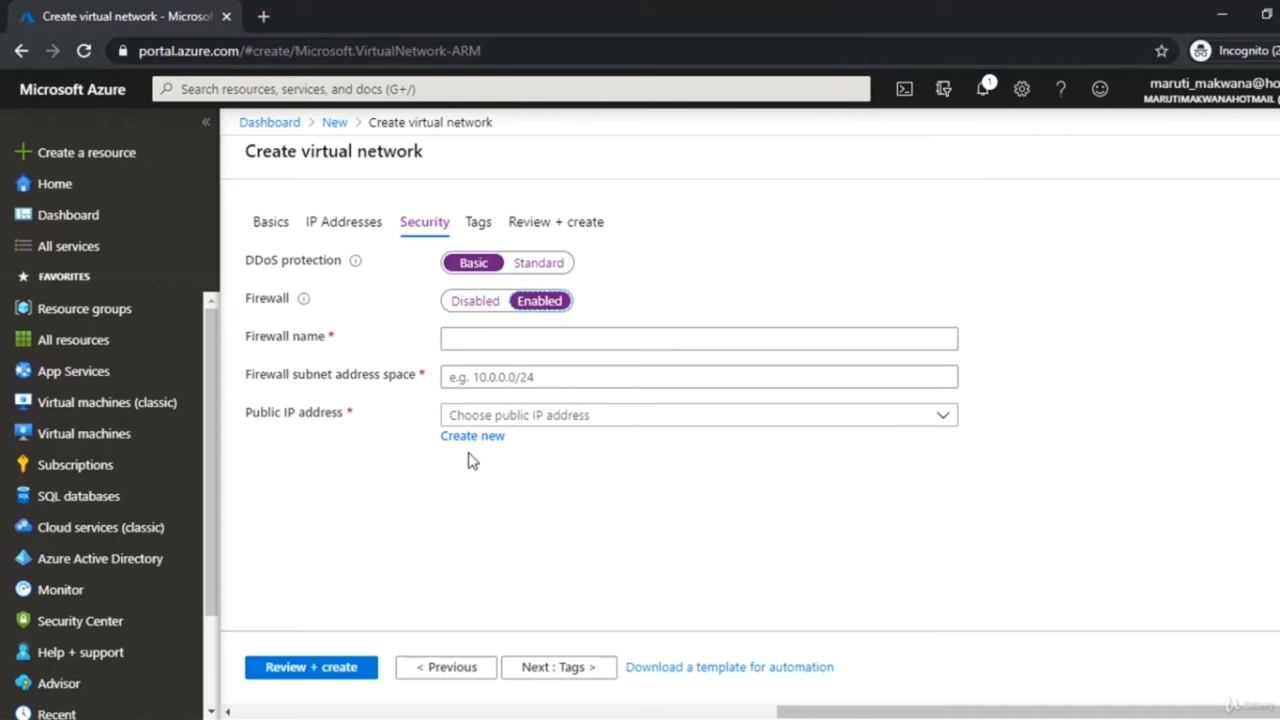 Create virtual network - Microsof
portal.azure.com/#create/Microsoft.VirtualNetwork-ARM
Incognito (2
Microsoft Azure
Search resources, services, and docs (G+/)
1
maruti_makwana@ho
MARUTIMAKWANAHOTMAIL (
Dashboard > New > Create virtual network
Create virtual network
Create a resource
Home
Dashboard
All services
FAVORITES
Resource groups
All resources
App Services
Virtual machines (classic)
Virtual machines
Subscriptions
SQL databases
Cloud services (classic)
Azure Active Directory
Monitor
Security Center
Help + support
Advisor
Recent
Basics IP Addresses Security Tags Review + create
DDoS protection Basic Standard
Firewall Disabled Enabled
Firewall name *
Firewall subnet address space * e.g. 10.0.0.0/24
Public IP address * Choose public IP address
Create new
Review + create < Previous Next : Tags > Download a template for automation
Udemy